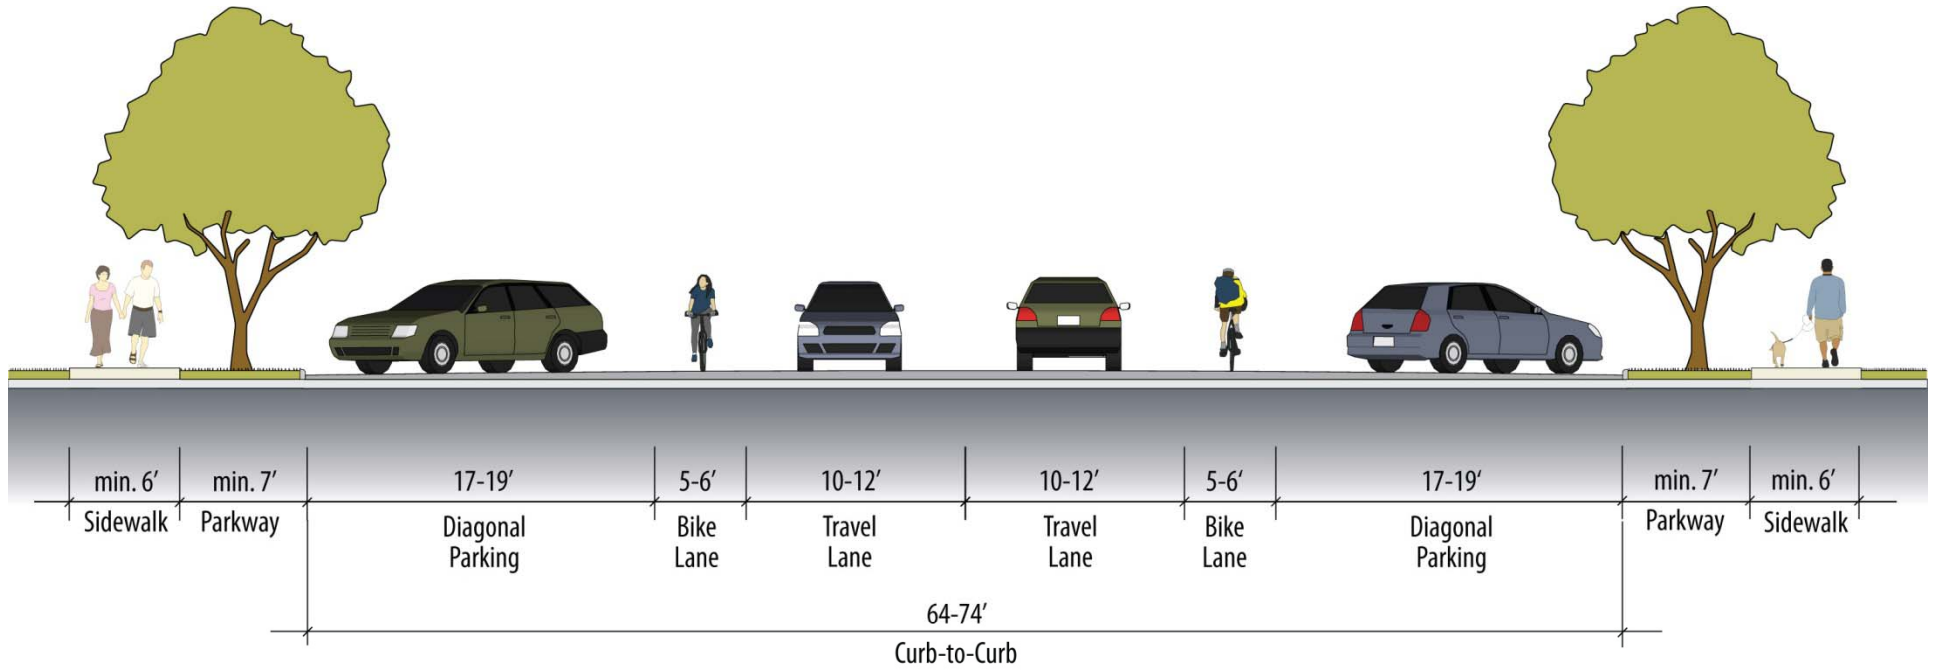 min. 6’ min. 7’ 17-19’ 5-6’ 10-12’ 10-12’ 5-6‘ 17-19‘ min. 7’ min. 6’
Sidewalk Parkway Diagonal Bike Travel Travel Bike Diagonal Parkway Sidewalk
Parking Lane Lane Lane Lane Parking
64-74’
Curb-to-Curb